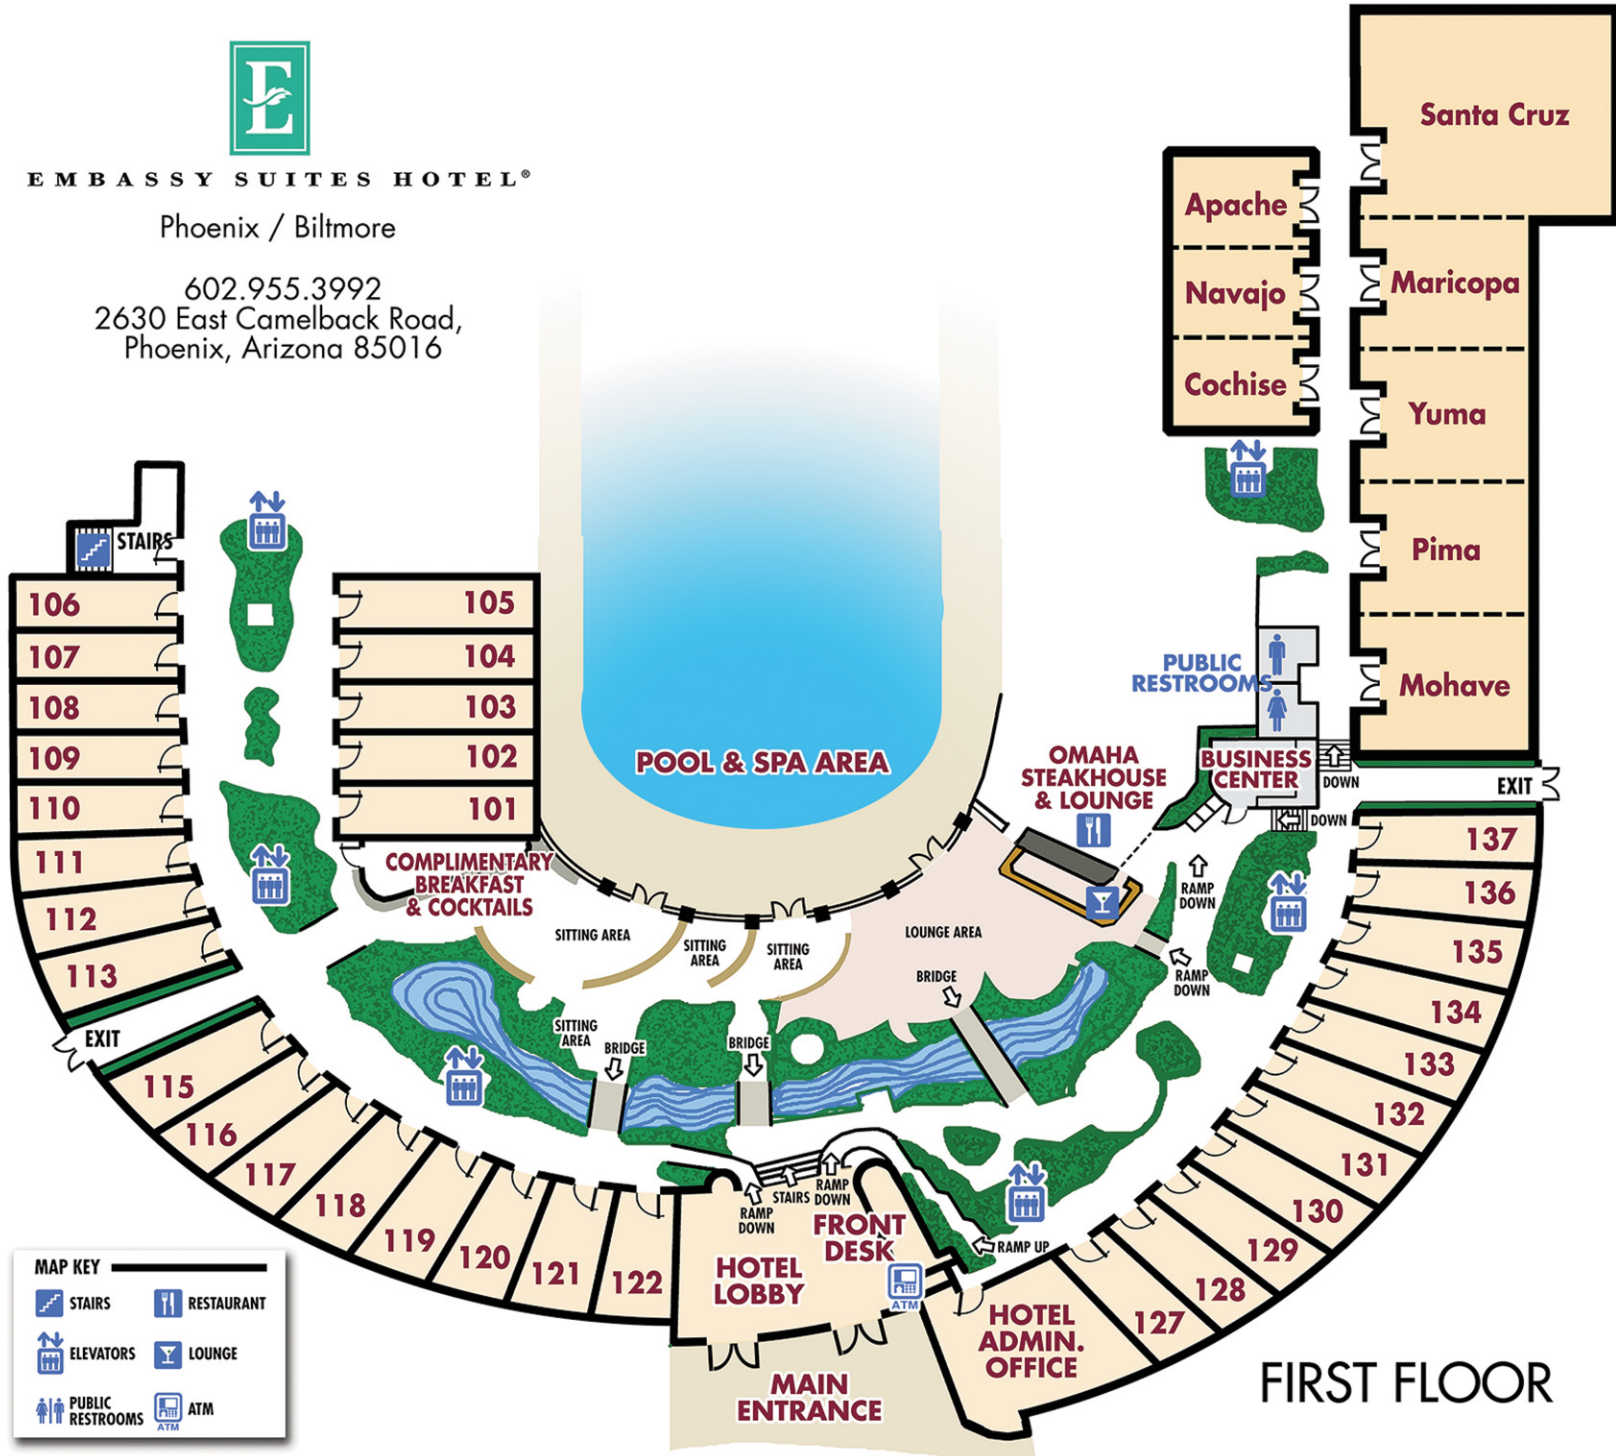 E
EMBASSY SUITES HOTEL®
Phoenix / Biltmore
602.955.3992
2630 East Camelback Road,
Phoenix, Arizona 85016
Santa Cruz
Apache
Navajo
Cochise
Maricopa
Yuma
Pima
Mohave
STAIRS
106
107
108
109
110
111
112
113
105
104
103
102
101
POOL & SPA AREA
PUBLIC
RESTROOMS
OMAHA
STEAKHOUSE
& LOUNGE
BUSINESS
CENTER
DOWN
EXIT
DOWN
COMPLIMENTARY
BREAKFAST
& COCKTAILS
SITTING AREA
SITTING
AREA
SITTING
AREA
LOUNGE AREA
RAMP
DOWN
RAMP
DOWN
BRIDGE
SITTING
AREA
BRIDGE
BRIDGE
EXIT
137
136
135
134
133
132
131
130
129
128
127
115
116
117
118
119
120
121
122
RAMP
DOWN
STAIRS
RAMP
DOWN
FRONT
DESK
HOTEL
LOBBY
RAMP UP
ATM
HOTEL
ADMIN.
OFFICE
MAIN
ENTRANCE
MAP KEY
STAIRS
RESTAURANT
ELEVATORS
LOUNGE
PUBLIC
RESTROOMS
ATM
ATM
FIRST FLOOR